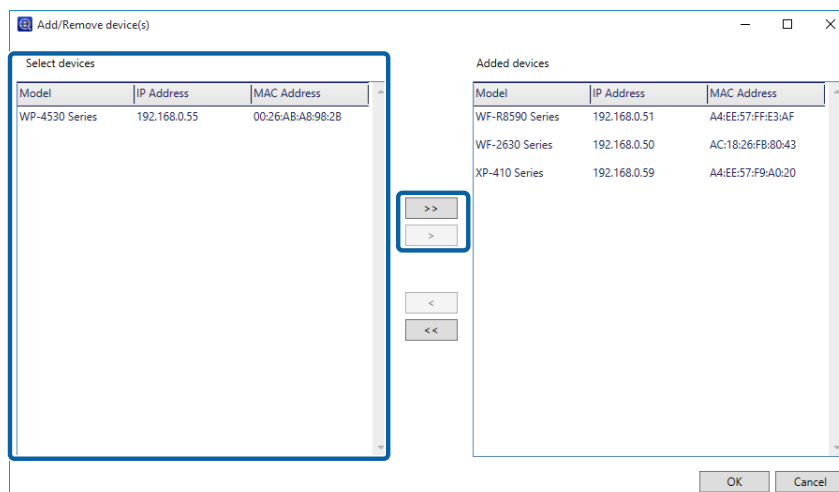 Add/Remove device(s)
Select devices
Model IP Address MAC Address
WP-4530 Series 192.168.0.55 00:26:AB:A8:98:2B
>>
>
<
<<
Added devices
Model IP Address MAC Address
WF-R8590 Series 192.168.0.51 A4:EE:57:FF:E3:AF
WF-2630 Series 192.168.0.50 AC:18:26:FB:80:43
XP-410 Series 192.168.0.59 A4:EE:57:F9:A0:20
OK Cancel